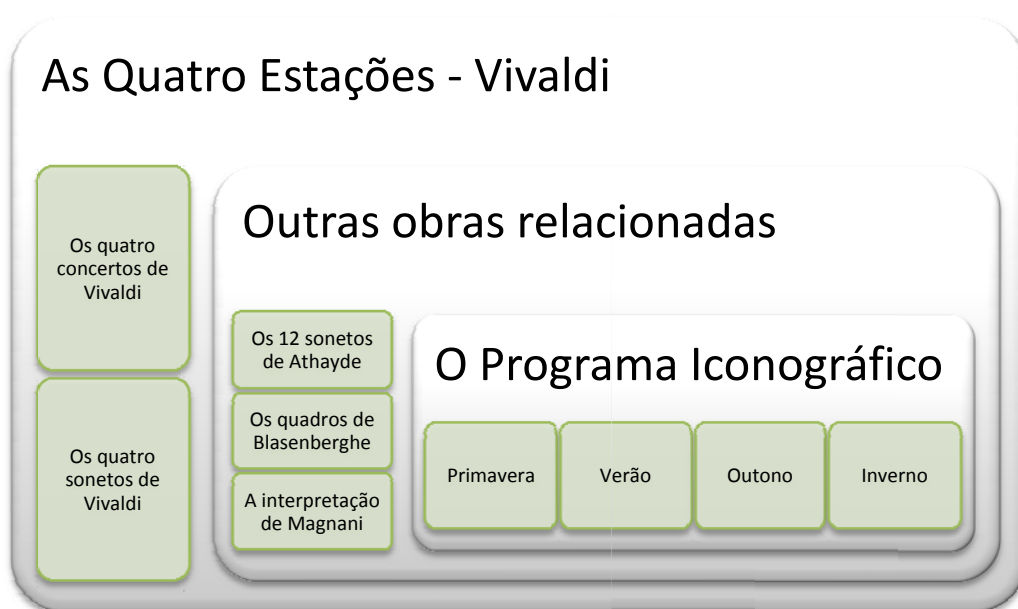 As Quatro Estações - Vivaldi
Os quatro
concertos de
Vivaldi
Os quatro
sonetos de
Vivaldi
Outras obras relacionadas
Os 12 sonetos
de Athayde
Os quadros de
Blasenberghe
A interpretação
de Magnani
O Programa Iconográfico
Primavera
Verão
Outono
Inverno